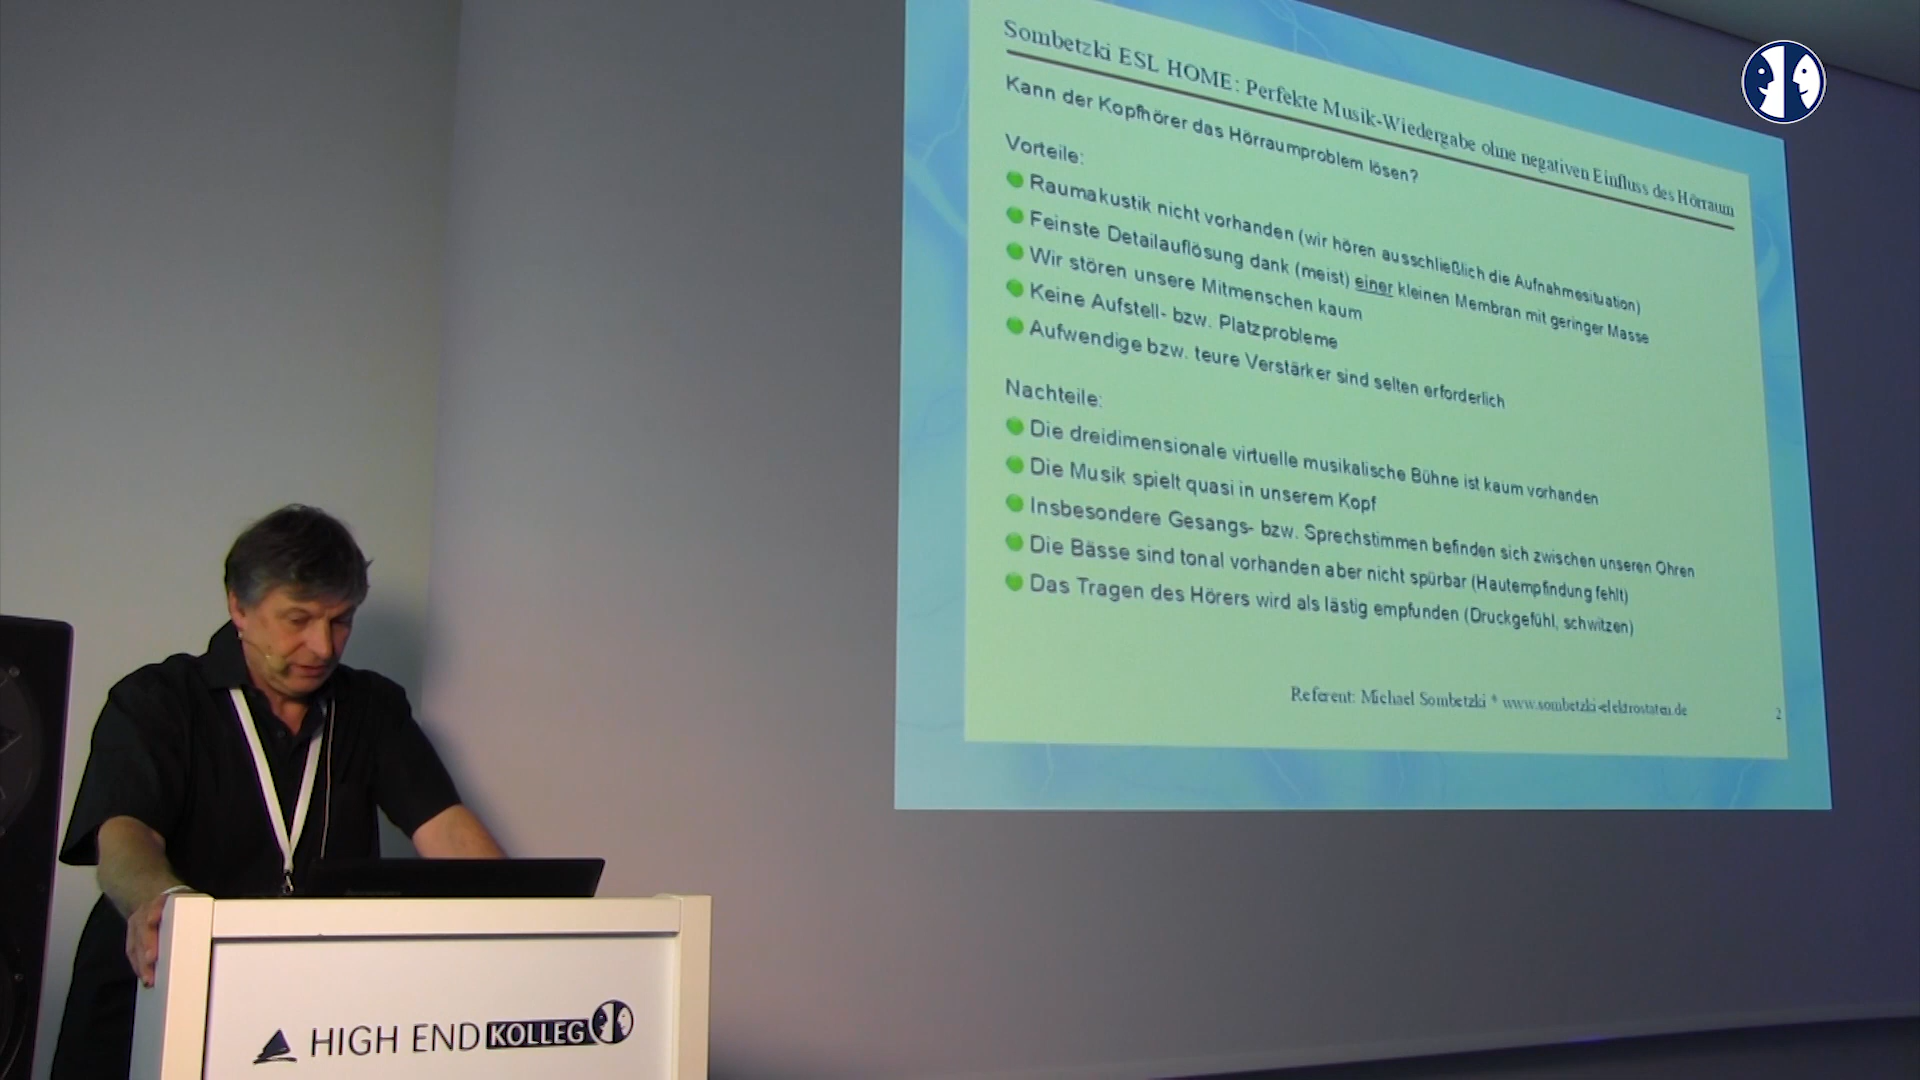 Sombetzki ESL HOME: Perfekte Musik-Wiedergabe ohne negativen Einfluss des Hörraum
Kann der Kopfhörer das Hörraumproblem lösen?
Vorteile:
Raumakustik nicht vorhanden (wir hören ausschließlich die Aufnahmesituation)
Feinste Detailauflösung dank (meist) einer kleinen Membran mit geringer Masse
Wir stören unsere Mitmenschen kaum
Keine Aufstell- bzw. Platzprobleme
Aufwendige bzw. teure Verstärker sind selten erforderlich
Nachteile:
Die dreidimensionale virtuelle musikalische Bühne ist kaum vorhanden
Die Musik spielt quasi in unserem Kopf
Insbesondere Gesangs- bzw. Sprechstimmen befinden sich zwischen unseren Ohren
Die Bässe sind tonal vorhanden aber nicht spürbar (Hautempfindung fehlt)
Das Tragen des Hörers wird als lästig empfunden (Druckgefühl, schwitzen)
Referent: Michael Sombetzki * www.sombetzki-elektrostaten.de
2
HIGH END KOLLEG